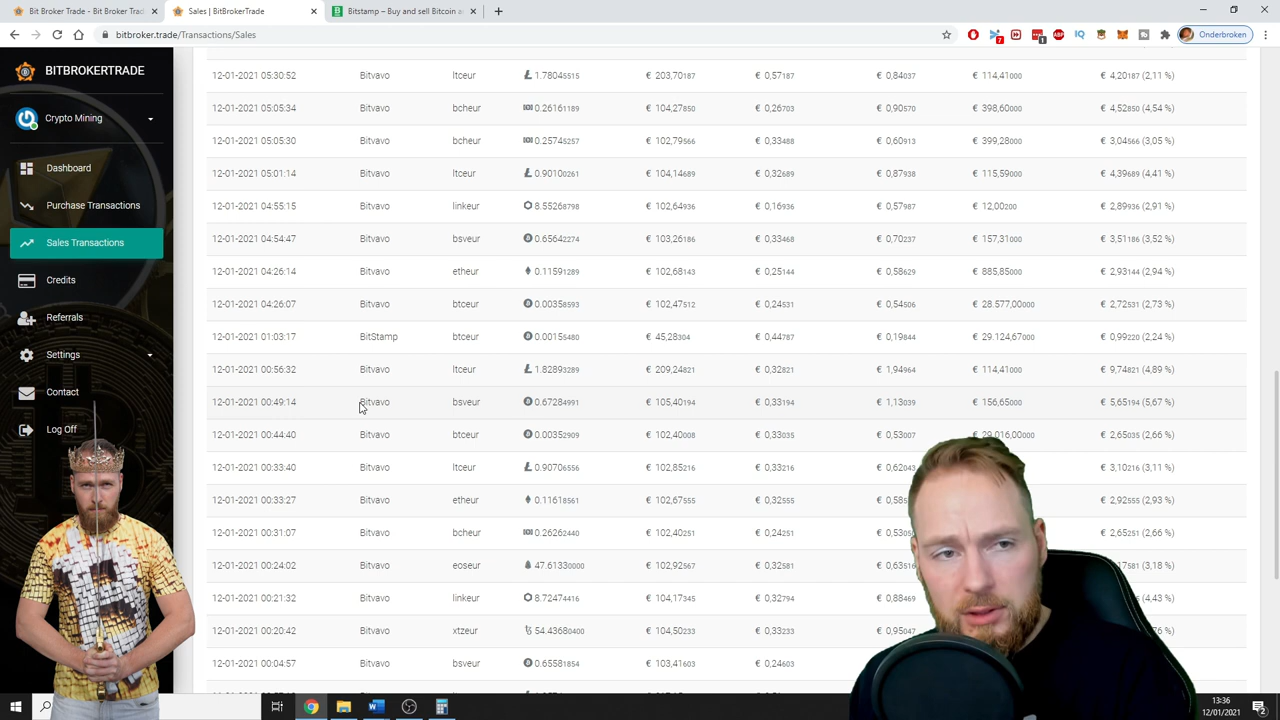 Bit Broker Trade - Bit Broker Trad
Sales | BitBrokerTrade
Bitstamp – Buy and sell Bitcoin a
bitbroker.trade/Transactions/Sales
7
1
ABP
IQ
Onderbroken
BITBROKERTRADE
Crypto Mining
Dashboard
Purchase Transactions
Sales Transactions
Credits
Referrals
Settings
Contact
Log Off
12-01-2021 05:30:52 Bitvavo ltceur 1.78045515 € 203,70187 € 0,57187 € 0,84037 € 114,41000 € 4,20187 (2,11 %)
12-01-2021 05:05:34 Bitvavo bcheur 0.26161189 € 104,27850 € 0,26703 € 0,90570 € 398,60000 € 4,52850 (4,54 %)
12-01-2021 05:05:30 Bitvavo bcheur 0.25745257 € 102,79566 € 0,33488 € 0,60913 € 399,28000 € 3,04566 (3,05 %)
12-01-2021 05:01:14 Bitvavo ltceur 0.90100261 € 104,14689 € 0,32689 € 0,87938 € 115,59000 € 4,39689 (4,41 %)
12-01-2021 04:55:15 Bitvavo linkeur 8.55268798 € 102,64936 € 0,16936 € 0,57987 € 12,00200 € 2,89936 (2,91 %)
12-01-2021 04:54:47 Bitvavo bsveur 0.65642274 € 103,26186 € 0,33468 € 0,70237 € 157,31000 € 3,51186 (3,52 %)
12-01-2021 04:26:14 Bitvavo etheur 0.11591289 € 102,68143 € 0,25144 € 0,58629 € 885,85000 € 2,93144 (2,94 %)
12-01-2021 04:26:07 Bitvavo btceur 0.00358593 € 102,47512 € 0,24531 € 0,54506 € 28.577,00000 € 2,72531 (2,73 %)
12-01-2021 01:03:17 BitStamp btceur 0.00155480 € 45,28304 € 0,44787 € 0,19844 € 29.124,67000 € 0,99220 (2,24 %)
12-01-2021 00:56:32 Bitvavo ltceur 1.82893289 € 209,24821 € 0,32821 € 1,94964 € 114,41000 € 9,74821 (4,89 %)
12-01-2021 00:49:14 Bitvavo bsveur 0.67284991 € 105,40194 € 0,33194 € 1,13039 € 156,65000 € 5,65194 (5,67 %)
12-01-2021 00:44:40 Bitvavo btceur 0.00352909 € 102,40008 € 0,33035 € € 29.016,00000 € 2,65035 (2,66 %)
Bitvavo ltceur 0.90706556 € 102,85216 € 0,33216 €
12-01-2021 00:33:27 Bitvavo etheur 0.11618561 € 102,67555 € 0,32555 € € 2,92555 (2,93 %)
12-01-2021 00:31:07 Bitvavo bcheur 0.26262440 € 102,40251 € 0,24251 € € 2,65251 (2,66 %)
12-01-2021 00:24:02 Bitvavo eoseur 47.61330000 € 102,92567 € 0,32581 € (3,18 %)
12-01-2021 00:21:32 Bitvavo linkeur 8.72474416 € 104,17345 € 0,32794 € 0,88469 (4,43 %)
12-01-2021 00:20:42 Bitvavo xtzeur 54.43680400 € 104,50233 € 0,33233 € 0,95047
12-01-2021 00:04:57 Bitvavo bsveur 0.65581854 € 103,41603 € 0,24603 €
13:36
12/01/2021
2